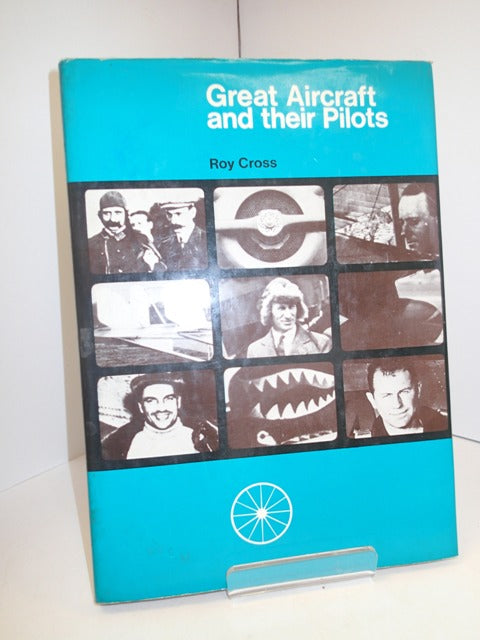 Great Aircraft
and their Pilots
Roy Cross